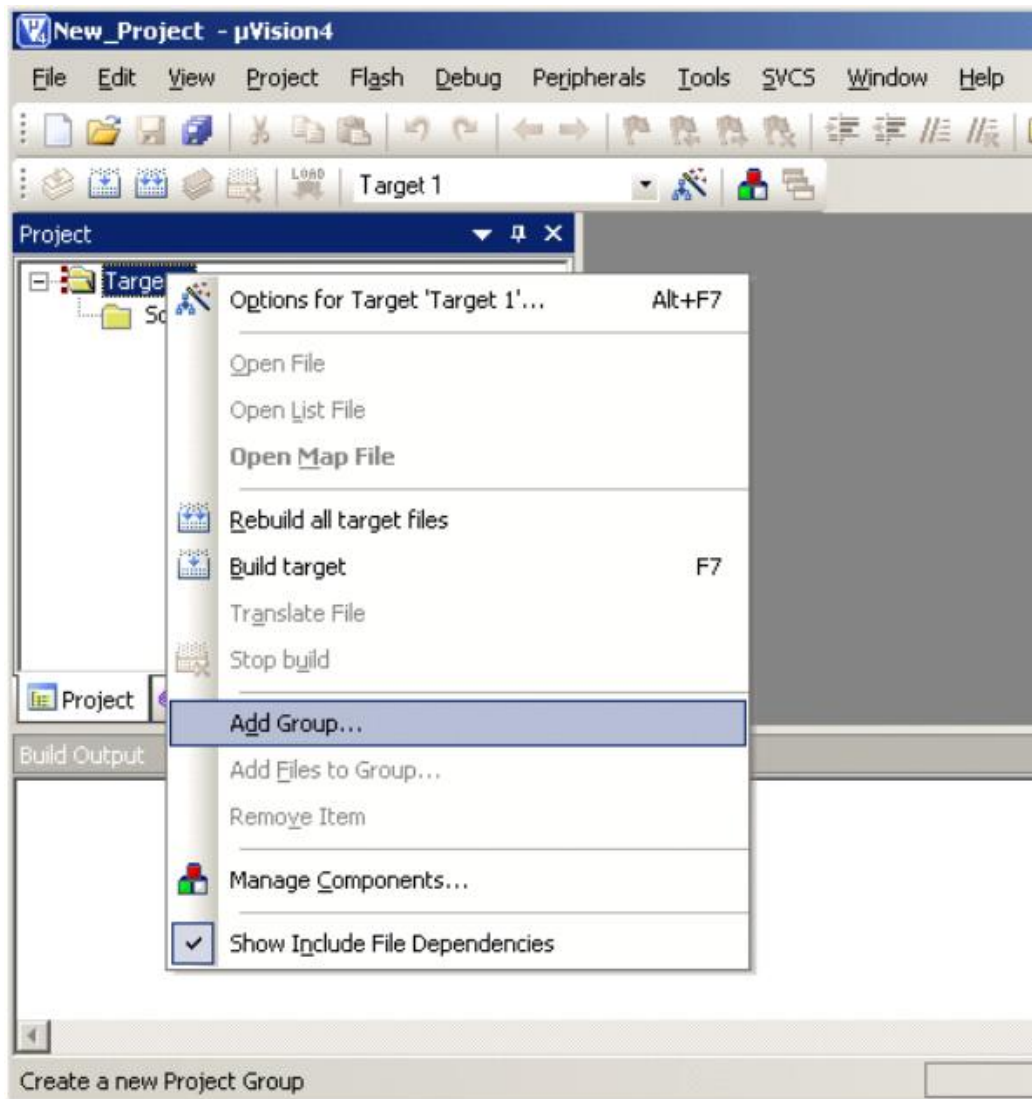 New_Project - µVision4
File Edit View Project Flash Debug Peripherals Tools SVCS Window Help
LOAD Target 1
Project
Targe
So
Options for Target 'Target 1'... Alt+F7
Open File
Open List File
Open Map File
Rebuild all target files
Build target F7
Translate File
Stop build
Project
Add Group...
Build Output
Add Files to Group...
Remove Item
Manage Components...
Show Include File Dependencies
Create a new Project Group